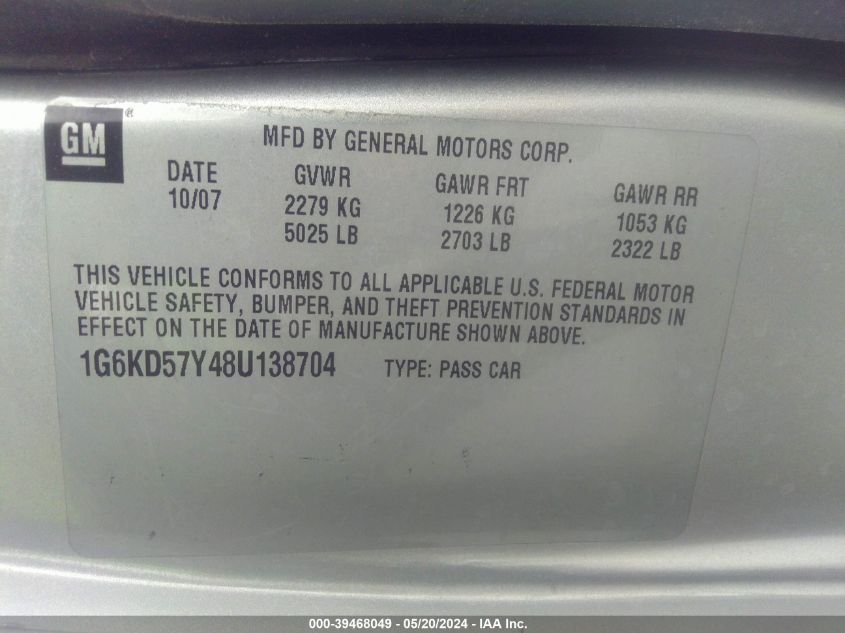 GM®
MFD BY GENERAL MOTORS CORP.
DATE GVWR GAWR FRT GAWR RR
10/07 2279 KG 1226 KG 1053 KG
5025 LB 2703 LB 2322 LB
THIS VEHICLE CONFORMS TO ALL APPLICABLE U.S. FEDERAL MOTOR
VEHICLE SAFETY, BUMPER, AND THEFT PREVENTION STANDARDS IN
EFFECT ON THE DATE OF MANUFACTURE SHOWN ABOVE.
1G6KD57Y48U138704 TYPE: PASS CAR
000-39468049 - 05/20/2024 - IAA Inc.